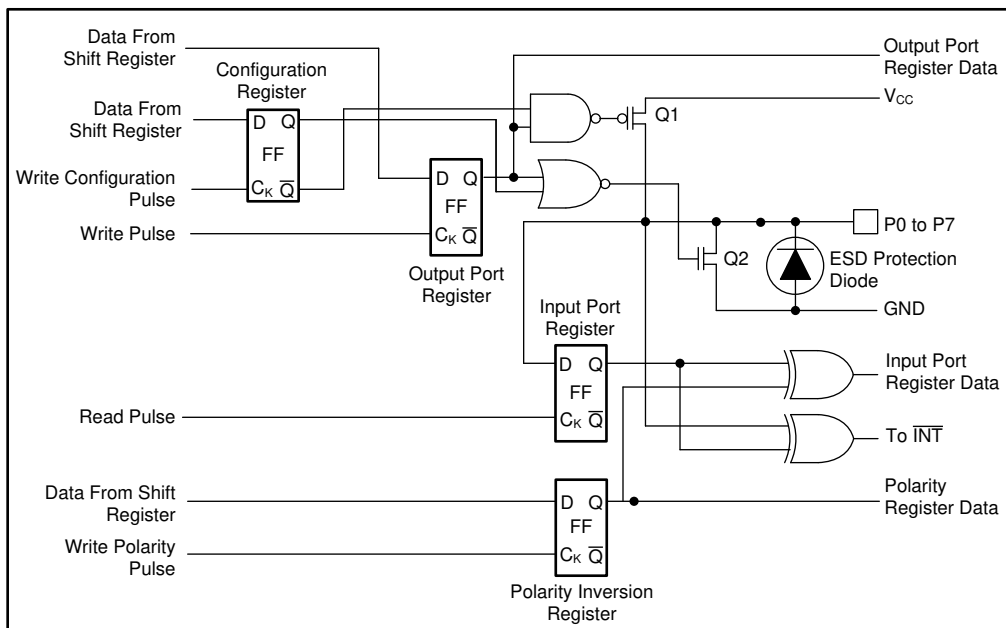 Data From
Shift Register
Configuration
Register
Data From
Shift Register
D Q
FF
CK Q̅
Write Configuration
Pulse
Write Pulse
D Q
FF
CK Q̅
Output Port
Register
Output Port
Register Data
VCC
Q1
P0 to P7
Q2
ESD Protection
Diode
GND
Input Port
Register
D Q
FF
CK Q̅
Read Pulse
Input Port
Register Data
To I̅N̅T̅
Data From Shift
Register
Write Polarity
Pulse
D Q
FF
CK Q̅
Polarity Inversion
Register
Polarity
Register Data